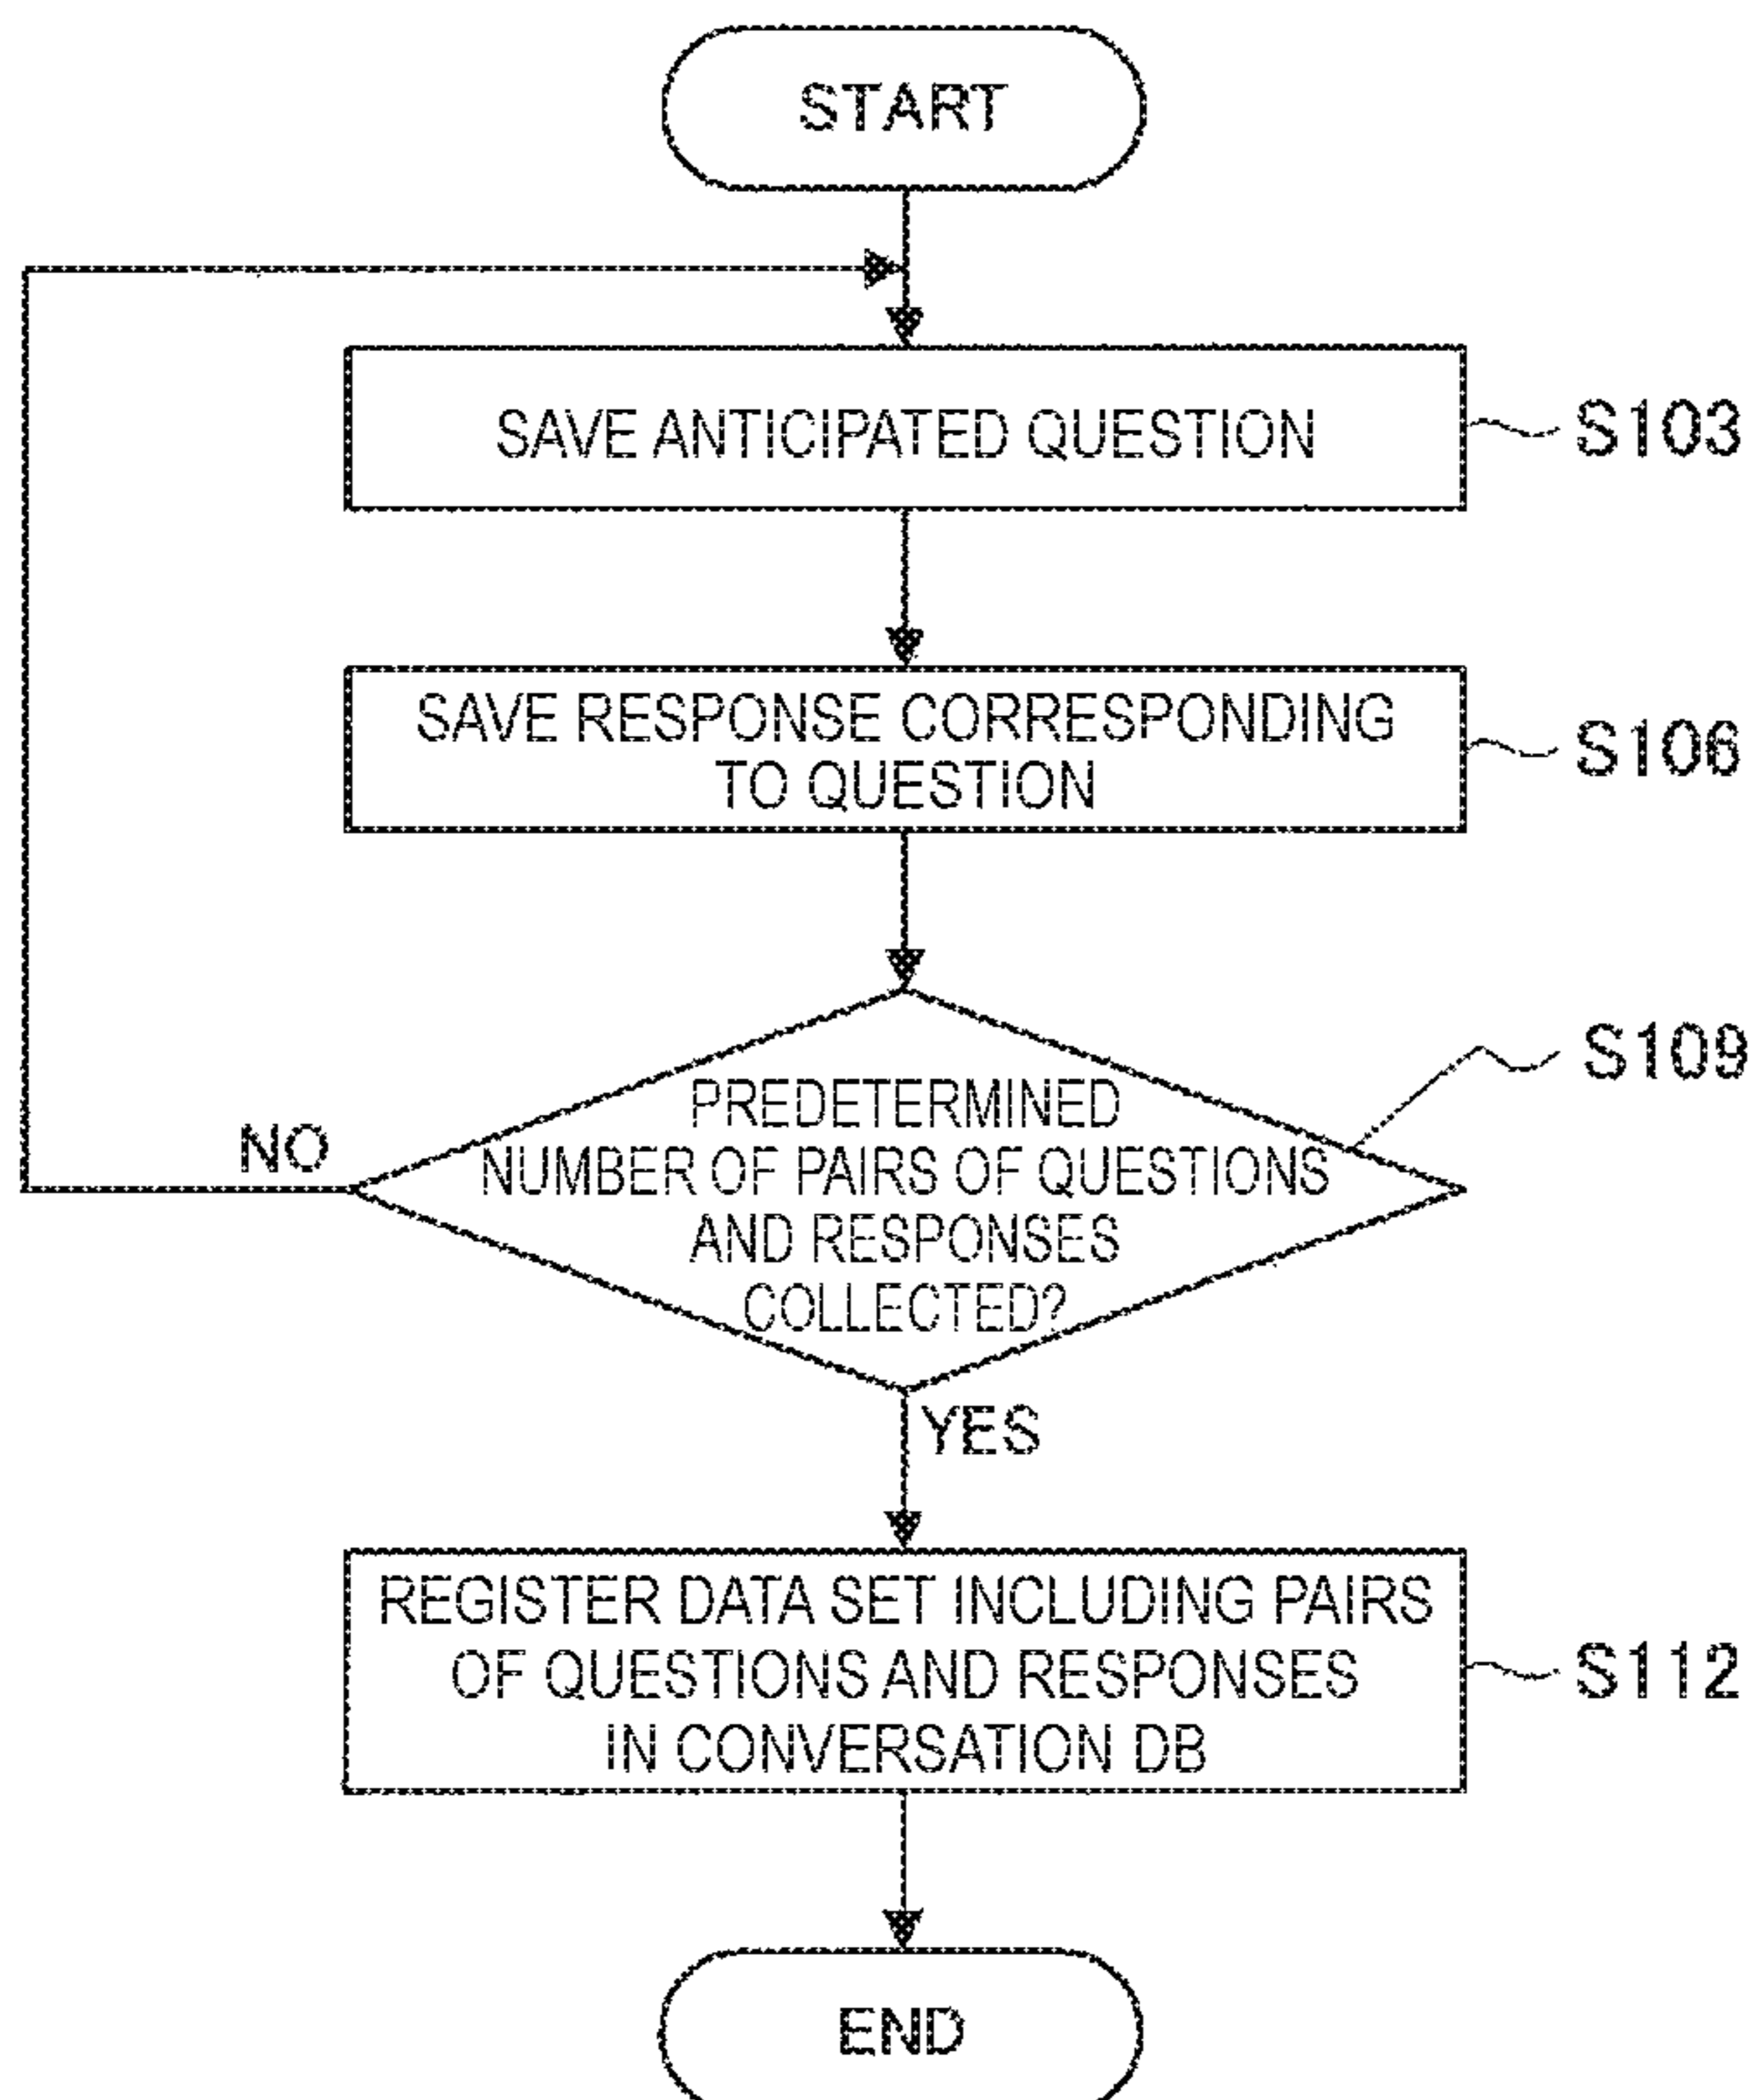 START
SAVE ANTICIPATED QUESTION
S103
SAVE RESPONSE CORRESPONDING
TO QUESTION
S106
S109
PREDETERMINED
NUMBER OF PAIRS OF QUESTIONS
AND RESPONSES
COLLECTED?
NO
YES
REGISTER DATA SET INCLUDING PAIRS
OF QUESTIONS AND RESPONSES
IN CONVERSATION DB
S112
END